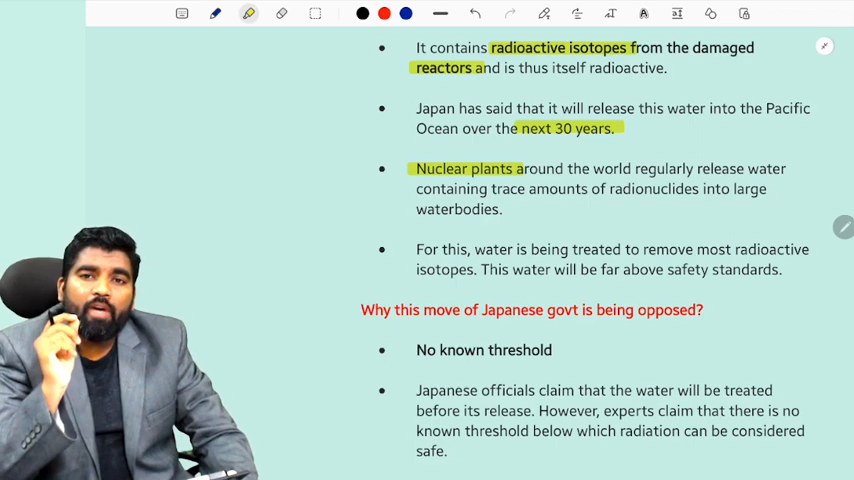 It contains radioactive isotopes from the damaged
reactors and is thus itself radioactive.
Japan has said that it will release this water into the Pacific
Ocean over the next 30 years.
Nuclear plants around the world regularly release water
containing trace amounts of radionuclides into large
waterbodies.
For this, water is being treated to remove most radioactive
isotopes. This water will be far above safety standards.
Why this move of Japanese govt is being opposed?
No known threshold
Japanese officials claim that the water will be treated
before its release. However, experts claim that there is no
known threshold below which radiation can be considered
safe.